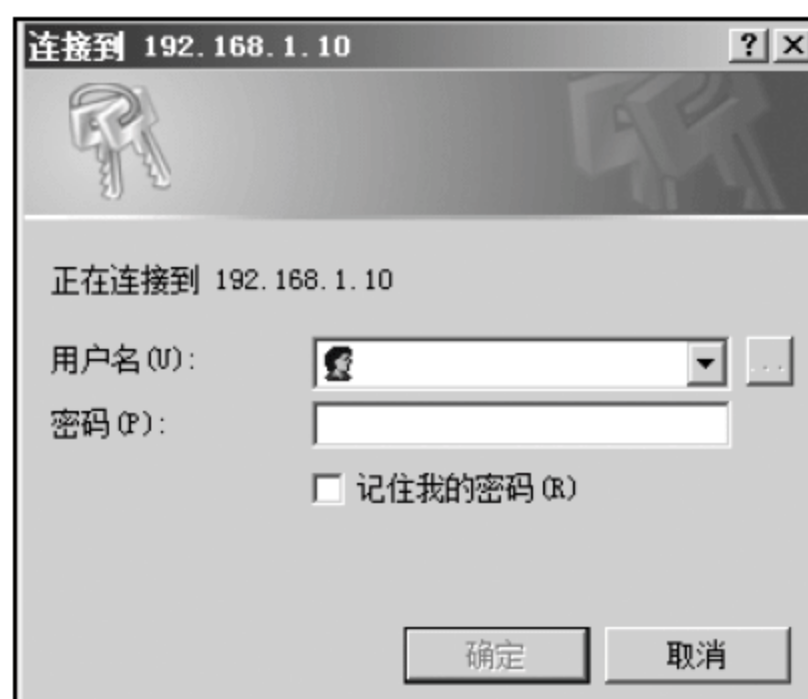 连接到 192.168.1.10
正在连接到 192.168.1.10
用户名(U):
...
密码(P):
记住我的密码(R)
确定 取消